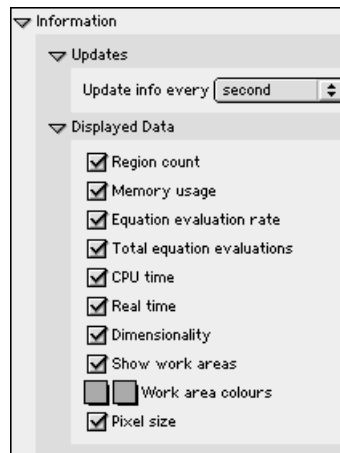 Information
Updates
Update info every second
Displayed Data
Region count
Memory usage
Equation evaluation rate
Total equation evaluations
CPU time
Real time
Dimensionality
Show work areas
Work area colours
Pixel size